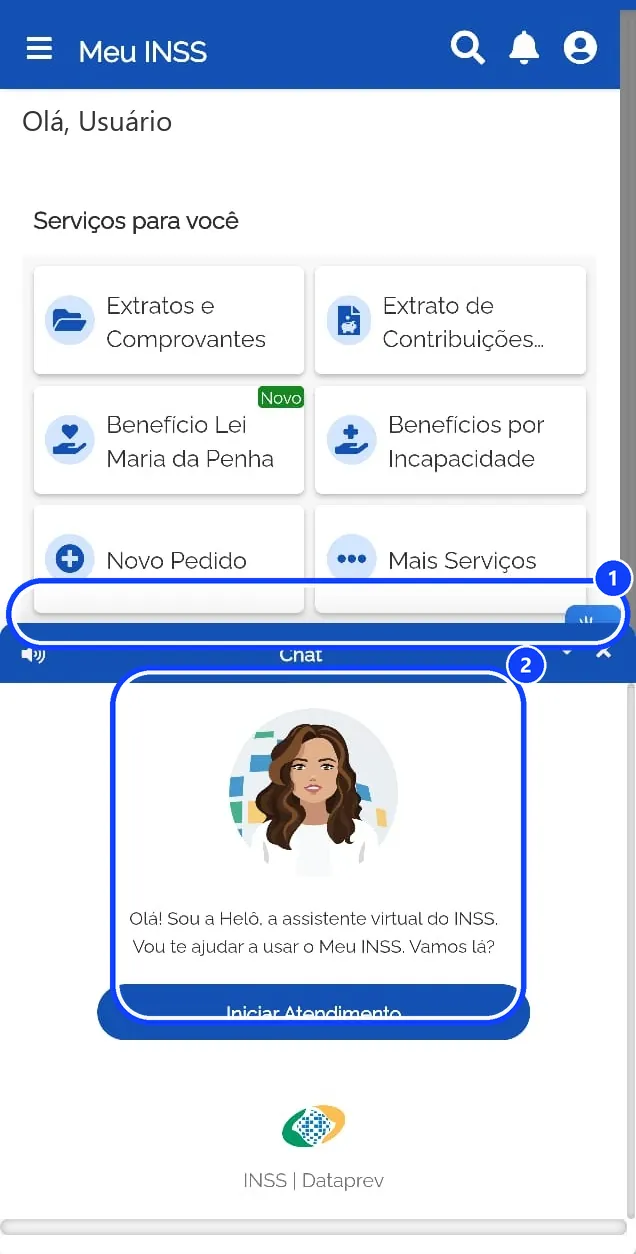 Meu INSS
Olá, Usuário
Serviços para você
Extratos e
Comprovantes
Extrato de
Contribuições...
Novo
Benefício Lei
Maria da Penha
Benefícios por
Incapacidade
Novo Pedido
Mais Serviços
1
Chat
2
Olá! Sou a Helô, a assistente virtual do INSS.
Vou te ajudar a usar o Meu INSS. Vamos lá?
Iniciar Atendimento
INSS | Dataprev